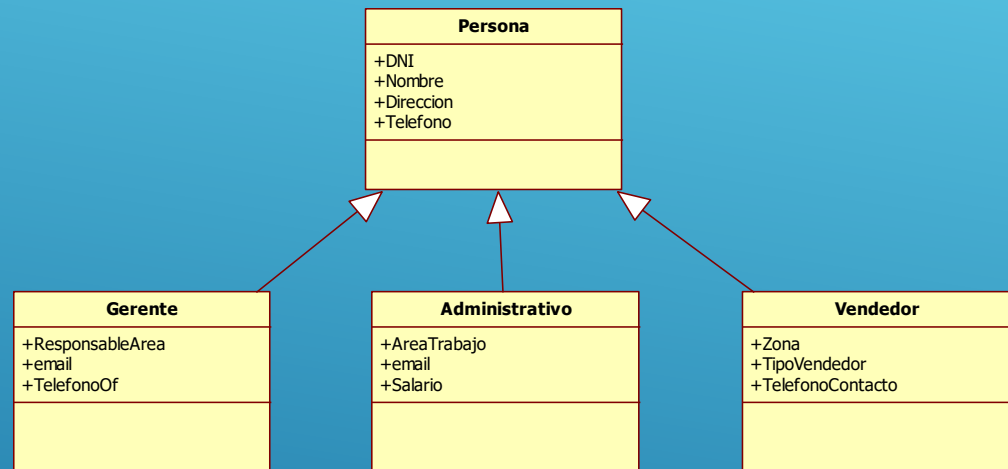 Persona
+DNI
+Nombre
+Direccion
+Telefono
Gerente
+ResponsableArea
+email
+TelefonoOf
Administrativo
+AreaTrabajo
+email
+Salario
Vendedor
+Zona
+TipoVendedor
+TelefonoContacto